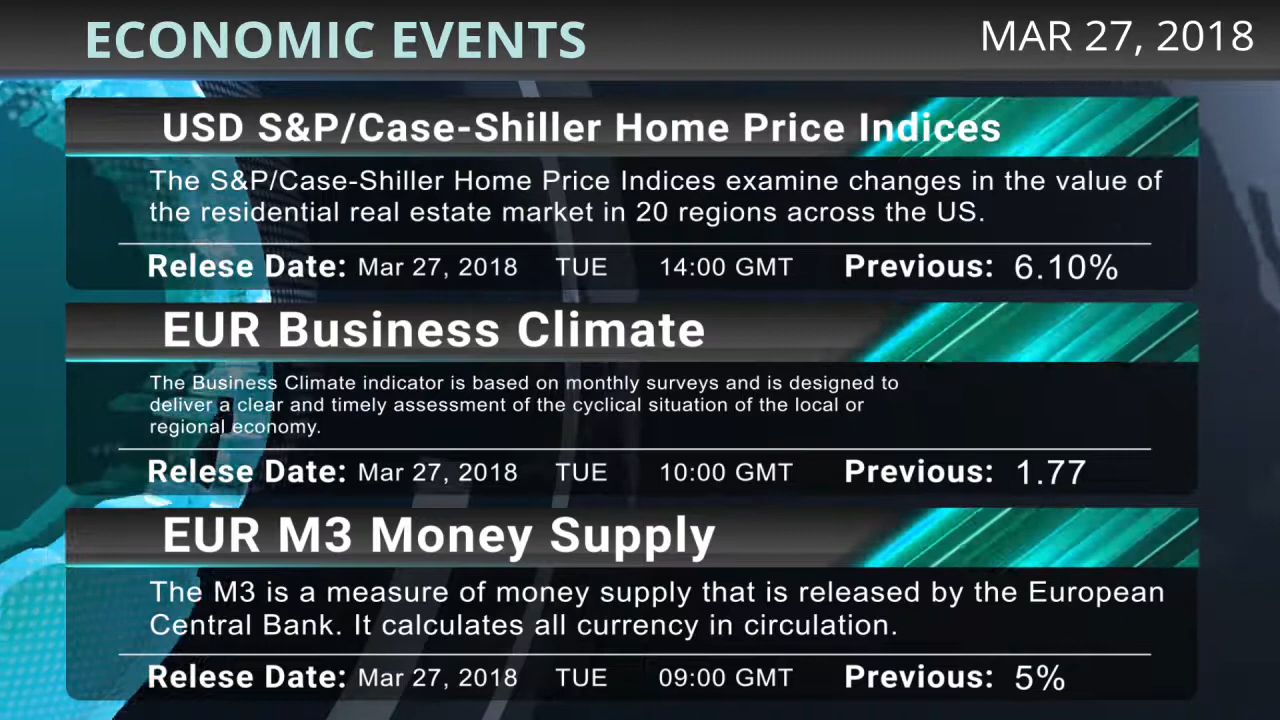 ECONOMIC EVENTS
MAR 27, 2018
USD S&P/Case-Shiller Home Price Indices
The S&P/Case-Shiller Home Price Indices examine changes in the value of
the residential real estate market in 20 regions across the US.
Relese Date: Mar 27, 2018 TUE 14:00 GMT Previous: 6.10%
EUR Business Climate
The Business Climate indicator is based on monthly surveys and is designed to
deliver a clear and timely assessment of the cyclical situation of the local or
regional economy.
Relese Date: Mar 27, 2018 TUE 10:00 GMT Previous: 1.77
EUR M3 Money Supply
The M3 is a measure of money supply that is released by the European
Central Bank. It calculates all currency in circulation.
Relese Date: Mar 27, 2018 TUE 09:00 GMT Previous: 5%